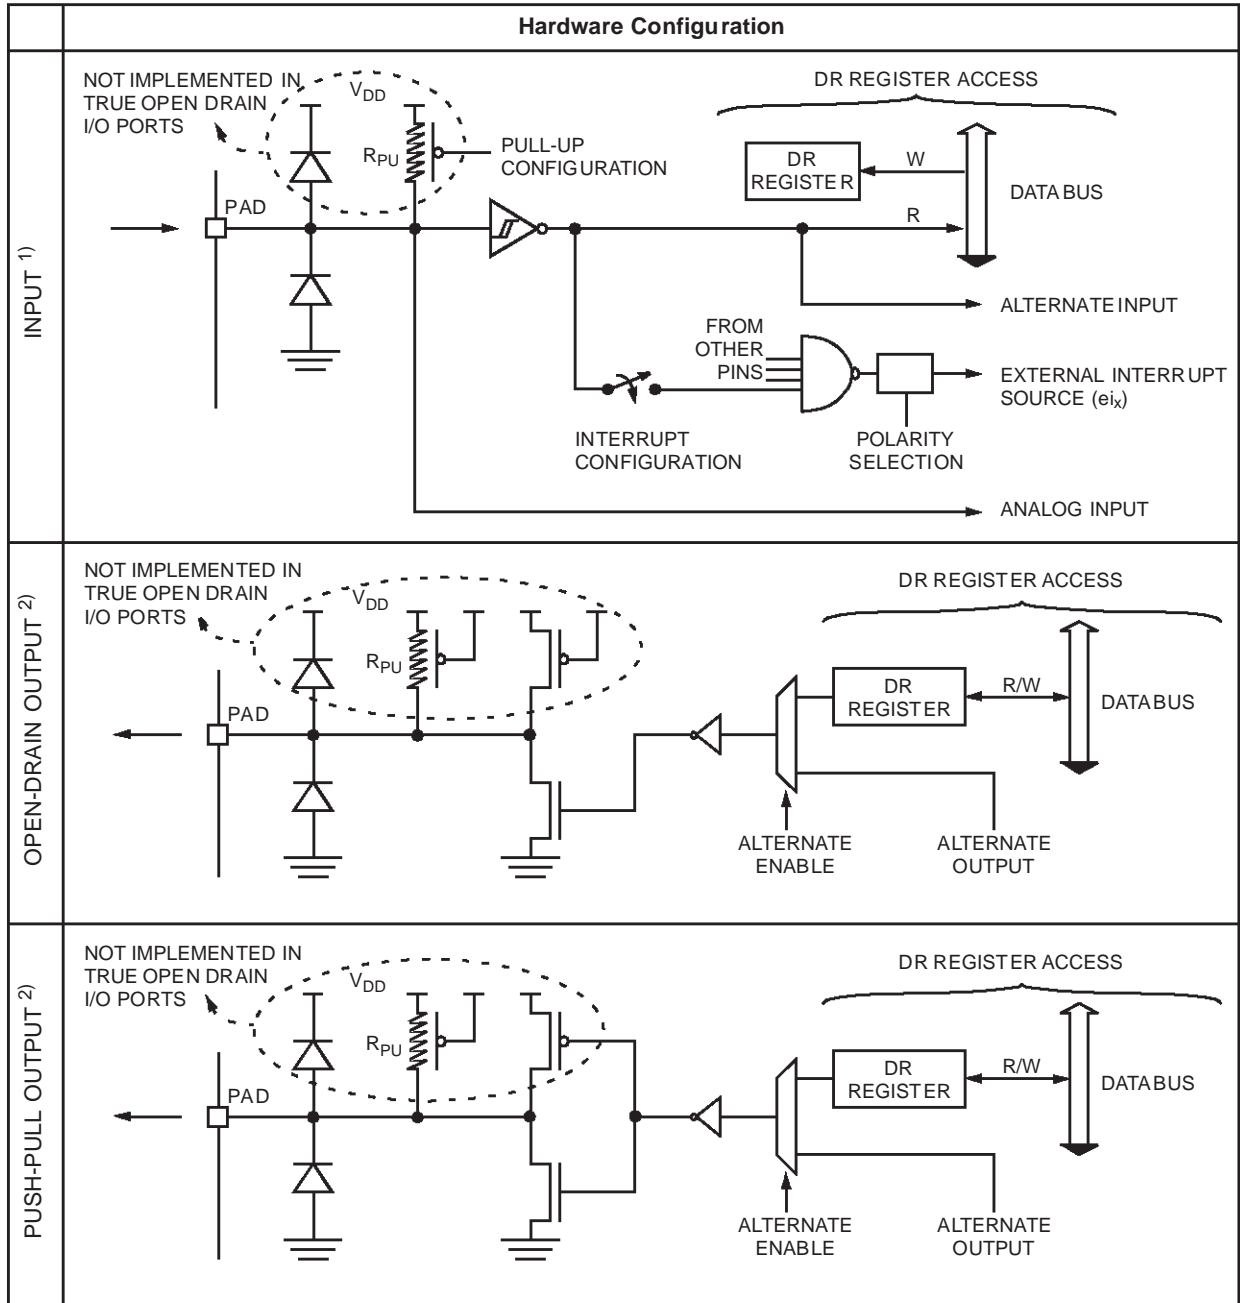 Hardware Configuration
INPUT 1)
NOT IMPLEMENTED IN
TRUE OPEN DRAIN
I/O PORTS
VDD
RPU
PULL-UP
CONFIGURATION
PAD
DR REGISTER ACCESS
DR
REGISTER
W
R
DATA BUS
ALTERNATE INPUT
FROM
OTHER
PINS
EXTERNAL INTERRUPT
SOURCE (eix)
INTERRUPT
CONFIGURATION
POLARITY
SELECTION
ANALOG INPUT
OPEN-DRAIN OUTPUT 2)
NOT IMPLEMENTED IN
TRUE OPEN DRAIN
I/O PORTS
VDD
RPU
PAD
DR REGISTER ACCESS
DR
REGISTER
R/W
DATA BUS
ALTERNATE
ENABLE
ALTERNATE
OUTPUT
PUSH-PULL OUTPUT 2)
NOT IMPLEMENTED IN
TRUE OPEN DRAIN
I/O PORTS
VDD
RPU
PAD
DR REGISTER ACCESS
DR
REGISTER
R/W
DATA BUS
ALTERNATE
ENABLE
ALTERNATE
OUTPUT